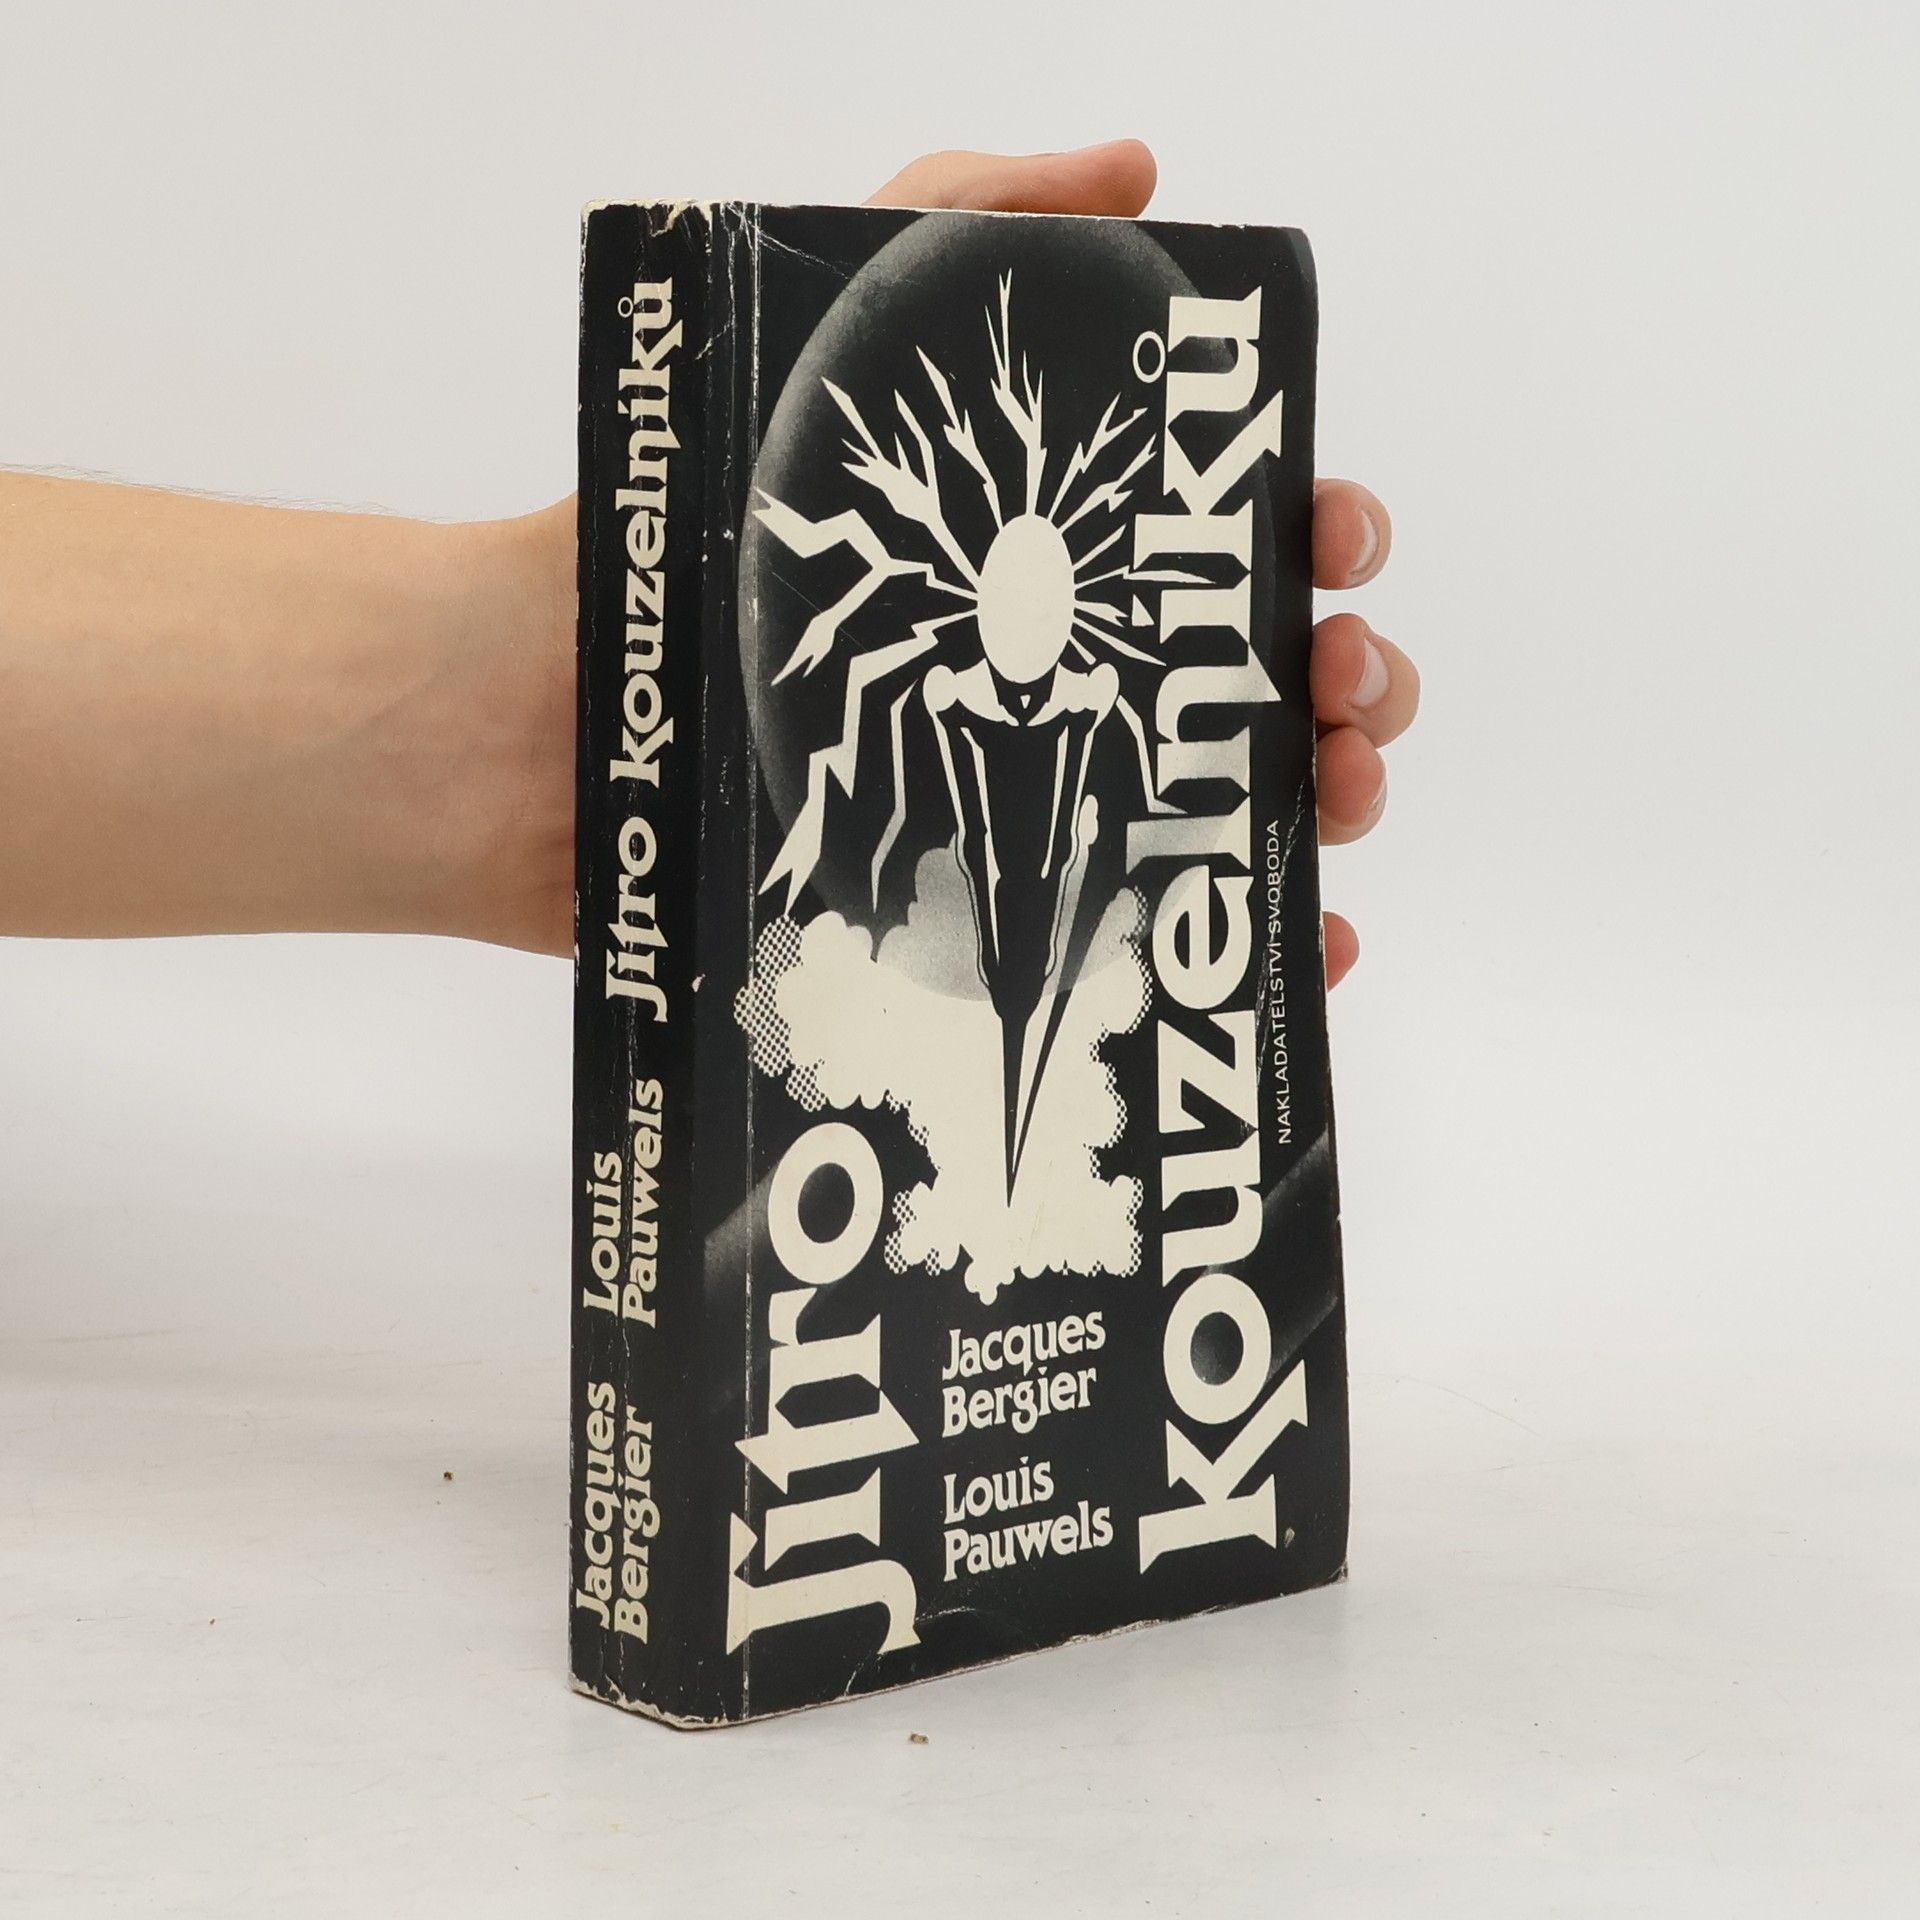 Jacques
Bergier
Louis
Pauwels
Jitro kouzelníků
Jitro
kouzelníků
Jacques
Bergier
Louis
Pauwels
NAKLADATELSTVÍ SVOBODA